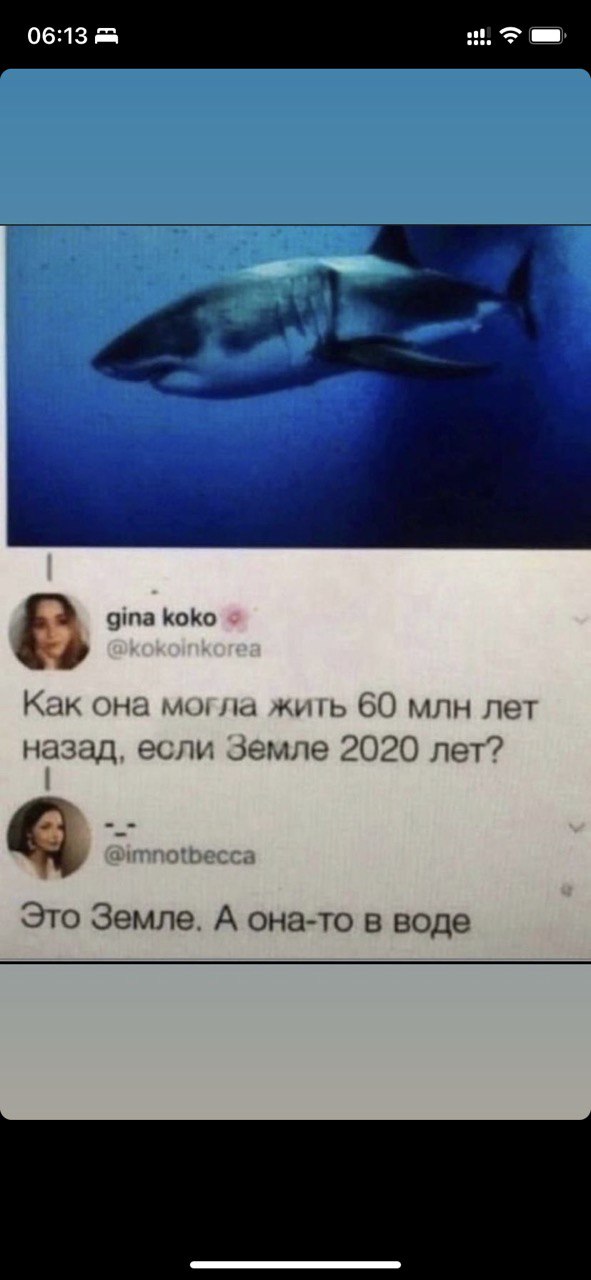 06:13
gina koko
@kokoinkorea
Как она могла жить 60 млн лет
назад, если Земле 2020 лет?
-_-
@imnotbecca
Это Земле. А она-то в воде